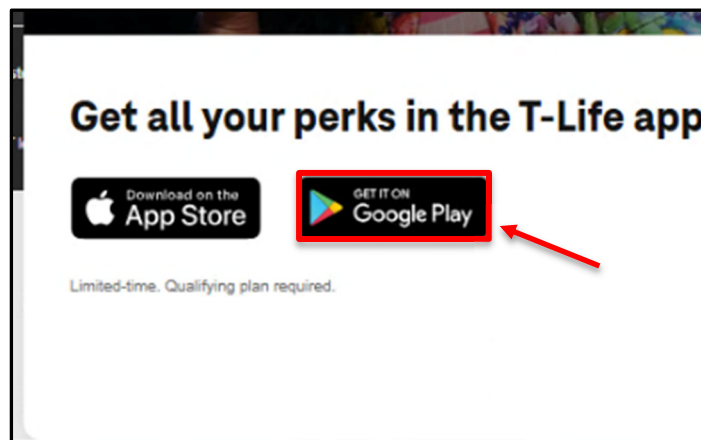 Get all your perks in the T-Life app
Download on the
App Store
GET IT ON
Google Play
Limited-time. Qualifying plan required.